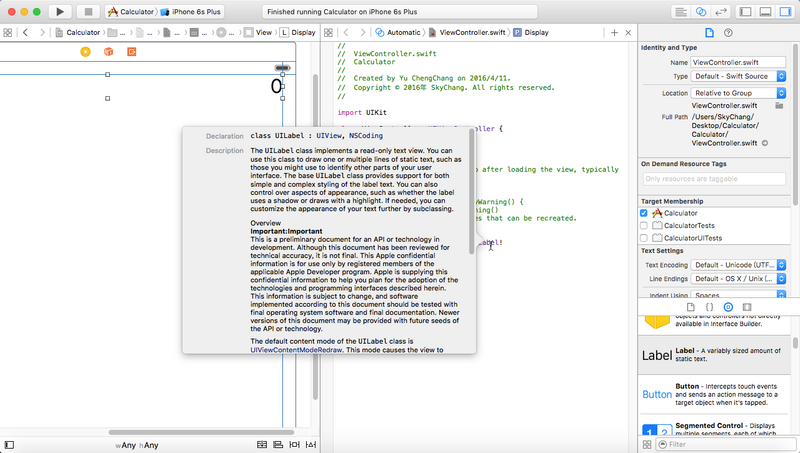 Calculator
iPhone 6s Plus
Finished running Calculator on iPhone 6s Plus
Calculator
View
L Display
Automatic
ViewController.swift
P Display
0
//
// ViewController.swift
// Calculator
//
// Created by Yu ChengChang on 2016/4/11.
// Copyright © 2016年 SkyChang. All rights reserved.
//
import UIKit
Controller {
o after loading the view, typically
yWarning() {
ning()
es that can be recreated.
Label!
Declaration class UILabel : UIView, NSCoding
Description The UILabel class implements a read-only text view. You can
use this class to draw one or multiple lines of static text, such as
those you might use to identify other parts of your user
interface. The base UILabel class provides support for both
simple and complex styling of the label text. You can also
control over aspects of appearance, such as whether the label
uses a shadow or draws with a highlight. If needed, you can
customize the appearance of your text further by subclassing.
Overview
Important:Important
This is a preliminary document for an API or technology in
development. Although this document has been reviewed for
technical accuracy, it is not final. This Apple confidential
information is for use only by registered members of the
applicable Apple Developer program. Apple is supplying this
confidential information to help you plan for the adoption of the
technologies and programming interfaces described herein.
This information is subject to change, and software
implemented according to this document should be tested with
final operating system software and final documentation. Newer
versions of this document may be provided with future seeds of
the API or technology.
The default content mode of the UILabel class is
UIViewContentModeRedraw. This mode causes the view to
wAny hAny
Identity and Type
Name ViewController.swift
Type Default - Swift Source
Location Relative to Group
ViewController.swift
Full Path /Users/SkyChang/
Desktop/Calculator/
Calculator/
ViewController.swift
On Demand Resource Tags
Only resources are taggable
Target Membership
Calculator
CalculatorTests
CalculatorUITests
Text Settings
Text Encoding Default - Unicode (UTF...
Line Endings Default - OS X / Unix (...
Indent Using Spaces
objects and controllers not directly
available in Interface Builder.
Label Label - A variably sized amount of
static text.
Button Button - Intercepts touch events
and sends an action message to a
target object when it's tapped.
1 2 Segmented Control - Displays
multiple segments, each of which
Filter